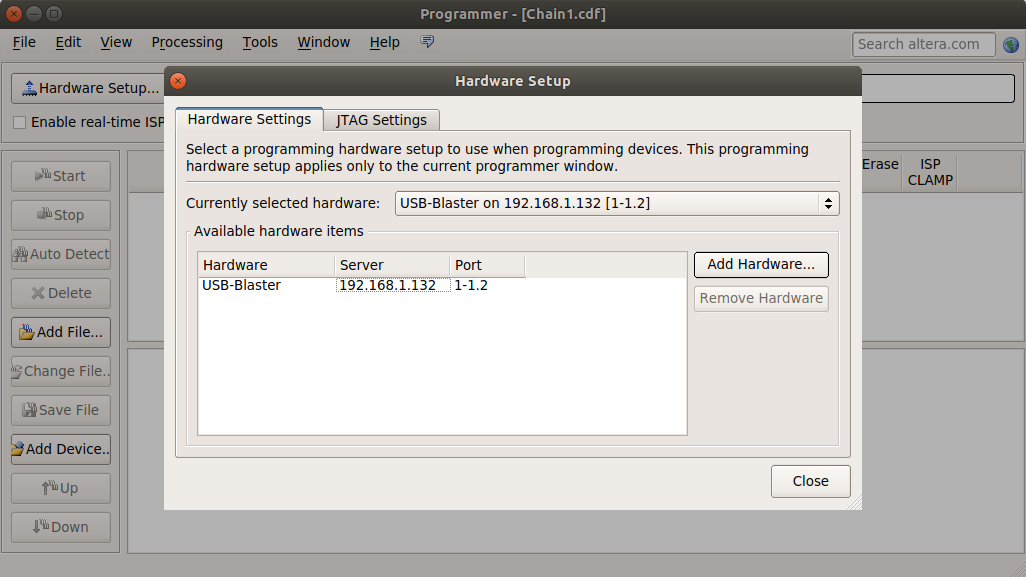 Programmer - [Chain1.cdf]
File Edit View Processing Tools Window Help
Search altera.com
Hardware Setup...
Enable real-time ISP
Hardware Setup
Hardware Settings
JTAG Settings
Select a programming hardware setup to use when programming devices. This programming
hardware setup applies only to the current programmer window.
Currently selected hardware:
USB-Blaster on 192.168.1.132 [1-1.2]
Available hardware items
Hardware Server Port
USB-Blaster 192.168.1.132 1-1.2
Add Hardware...
Remove Hardware
Close
Start
Stop
Auto Detect
Delete
Add File...
Change File..
Save File
Add Device..
Up
Down
Erase
ISP
CLAMP